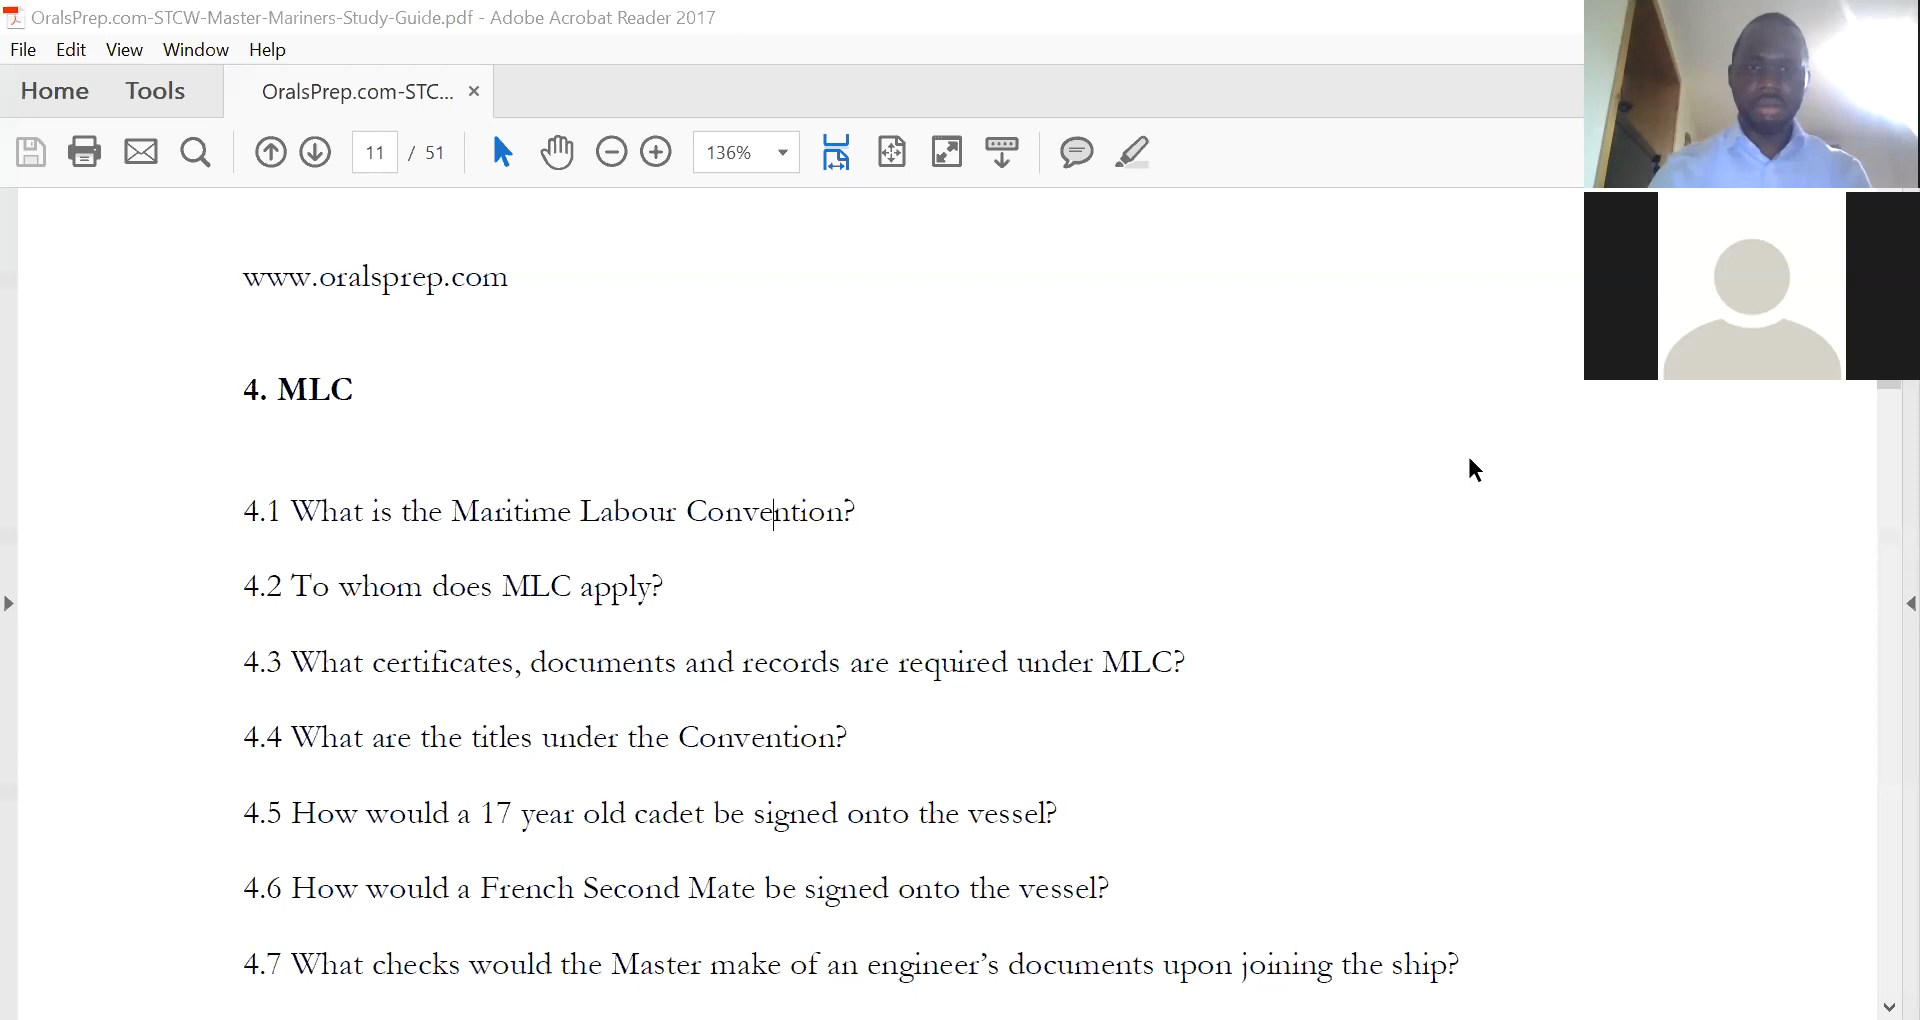 OralsPrep.com-STCW-Master-Mariners-Study-Guide.pdf - Adobe Acrobat Reader 2017
File Edit View Window Help
Home Tools OralsPrep.com-STC... ×
11 / 51 136%
www.oralsprep.com
4. MLC
4.1 What is the Maritime Labour Convention?
4.2 To whom does MLC apply?
4.3 What certificates, documents and records are required under MLC?
4.4 What are the titles under the Convention?
4.5 How would a 17 year old cadet be signed onto the vessel?
4.6 How would a French Second Mate be signed onto the vessel?
4.7 What checks would the Master make of an engineer’s documents upon joining the ship?